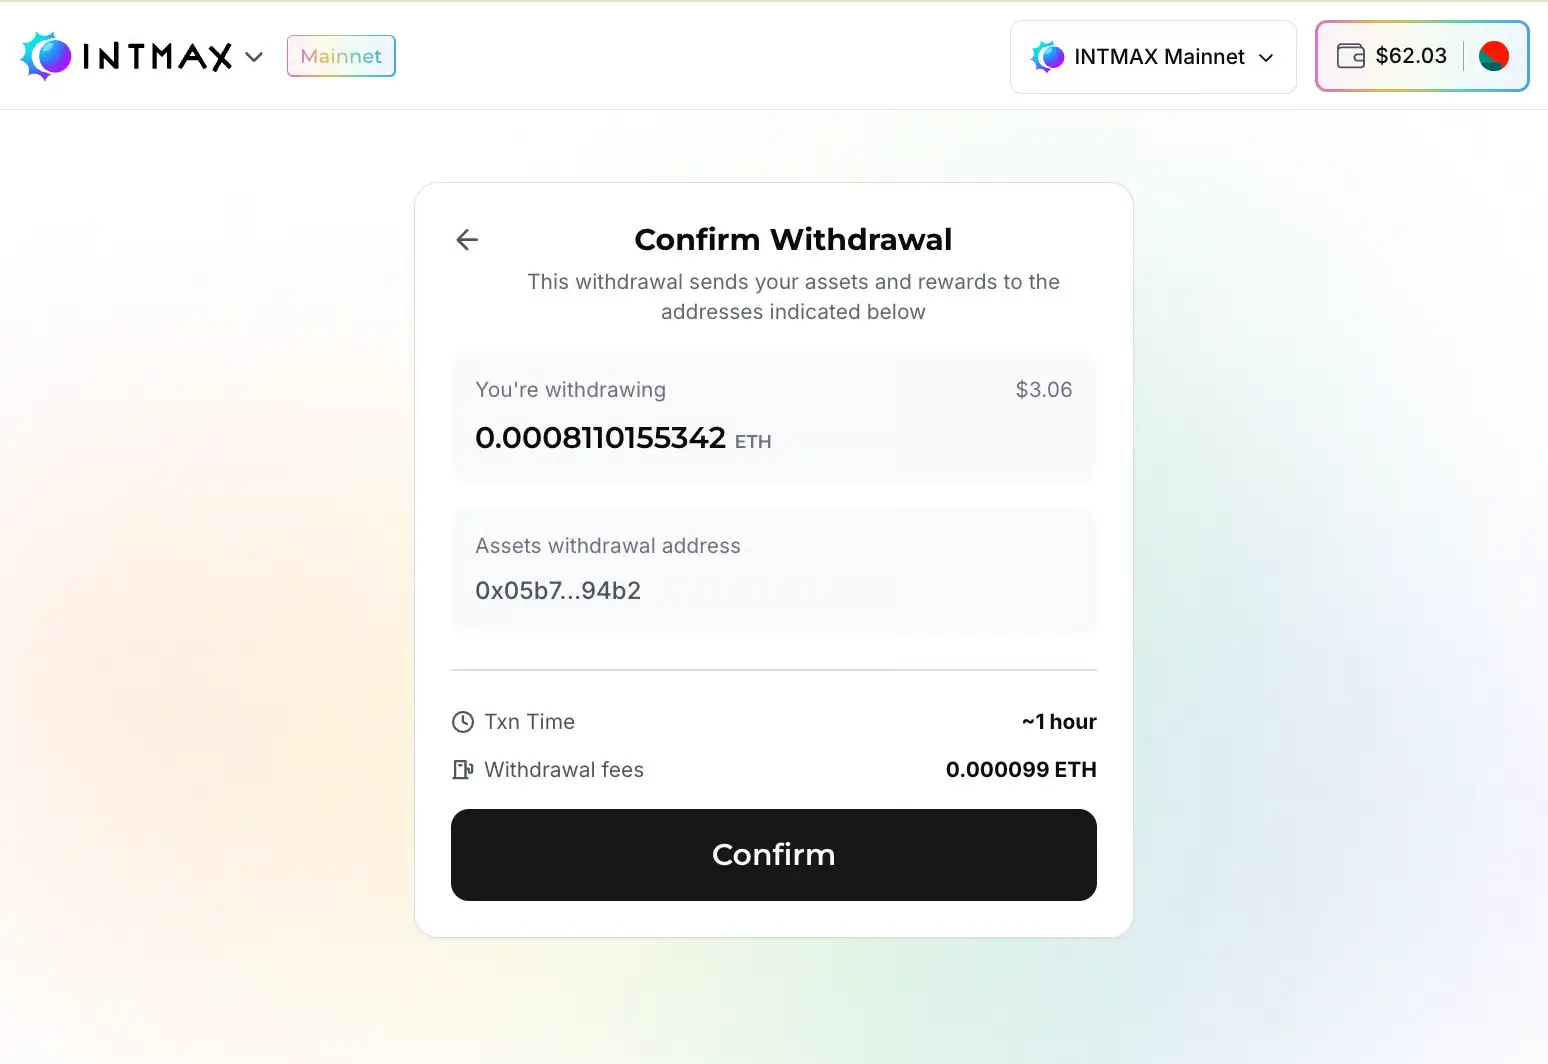 INTMAX
Mainnet
INTMAX Mainnet
$62.03
Confirm Withdrawal
This withdrawal sends your assets and rewards to the
addresses indicated below
You're withdrawing
$3.06
0.0008110155342 ETH
Assets withdrawal address
0x05b7...94b2
Txn Time
~1 hour
Withdrawal fees
0.000099 ETH
Confirm